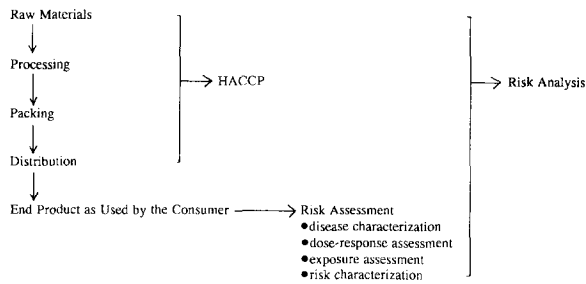 Raw Materials
Processing
HACCP
Risk Analysis
Packing
Distribution
End Product as Used by the Consumer
Risk Assessment
●disease characterization
●dose-response assessment
●exposure assessment
●risk characterization